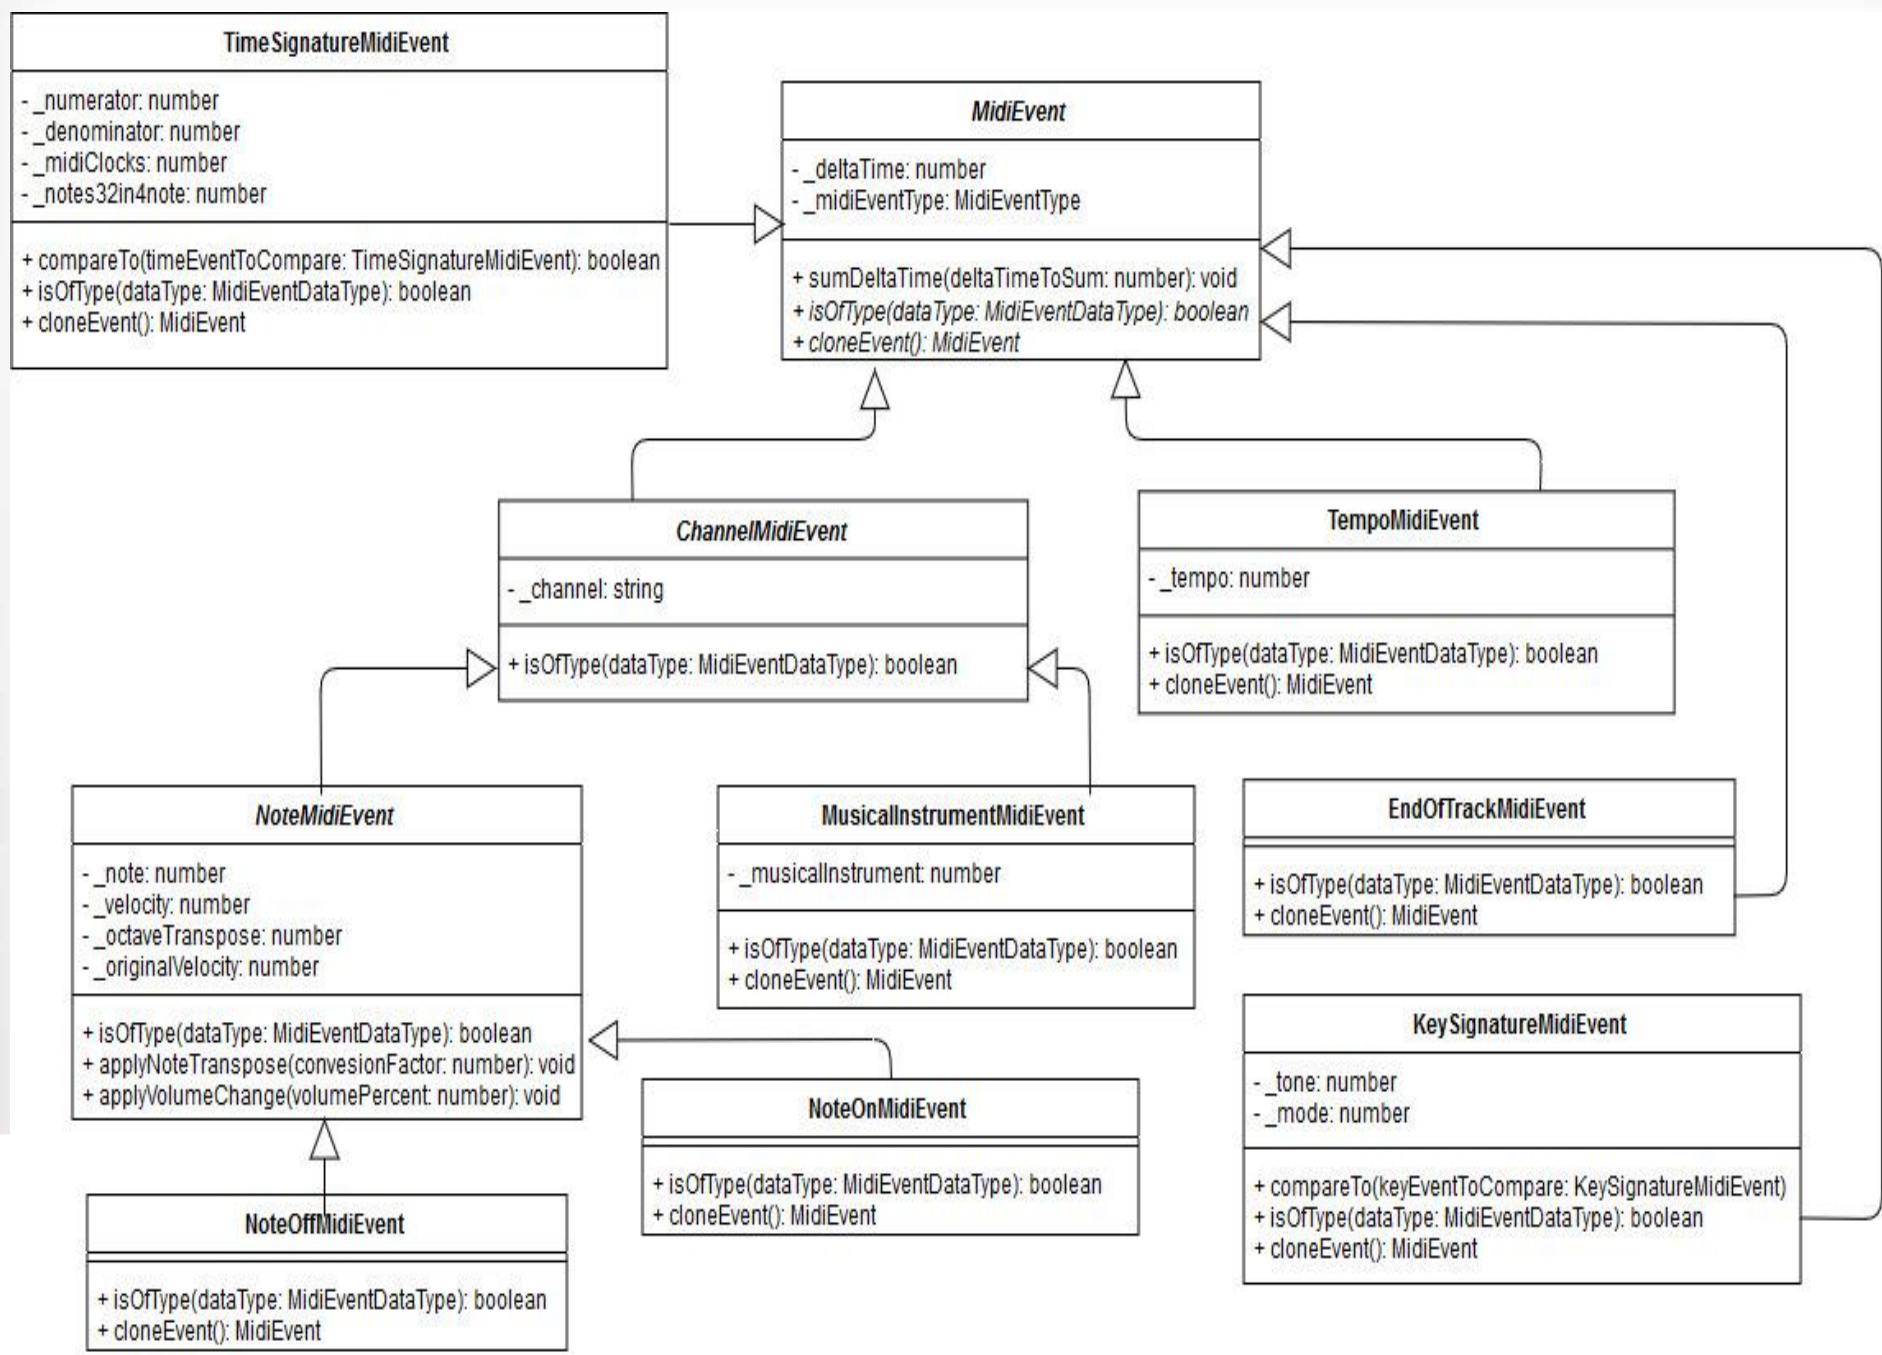 TimeSignatureMidiEvent
- _numerator: number
- _denominator: number
- _midiClocks: number
- _notes32in4note: number
+ compareTo(timeEventToCompare: TimeSignatureMidiEvent): boolean
+ isOfType(dataType: MidiEventDataType): boolean
+ cloneEvent(): MidiEvent
MidiEvent
- _deltaTime: number
- _midiEventType: MidiEventType
+ sumDeltaTime(deltaTimeToSum: number): void
+ isOfType(dataType: MidiEventDataType): boolean
+ cloneEvent(): MidiEvent
ChannelMidiEvent
- _channel: string
+ isOfType(dataType: MidiEventDataType): boolean
TempoMidiEvent
- _tempo: number
+ isOfType(dataType: MidiEventDataType): boolean
+ cloneEvent(): MidiEvent
NoteMidiEvent
- _note: number
- _velocity: number
- _octaveTranspose: number
- _originalVelocity: number
+ isOfType(dataType: MidiEventDataType): boolean
+ applyNoteTranspose(convesionFactor: number): void
+ applyVolumeChange(volumePercent: number): void
MusicalInstrumentMidiEvent
- _musicalInstrument: number
+ isOfType(dataType: MidiEventDataType): boolean
+ cloneEvent(): MidiEvent
EndOfTrackMidiEvent
+ isOfType(dataType: MidiEventDataType): boolean
+ cloneEvent(): MidiEvent
KeySignatureMidiEvent
- _tone: number
- _mode: number
+ compareTo(keyEventToCompare: KeySignatureMidiEvent)
+ isOfType(dataType: MidiEventDataType): boolean
+ cloneEvent(): MidiEvent
NoteOnMidiEvent
+ isOfType(dataType: MidiEventDataType): boolean
+ cloneEvent(): MidiEvent
NoteOffMidiEvent
+ isOfType(dataType: MidiEventDataType): boolean
+ cloneEvent(): MidiEvent